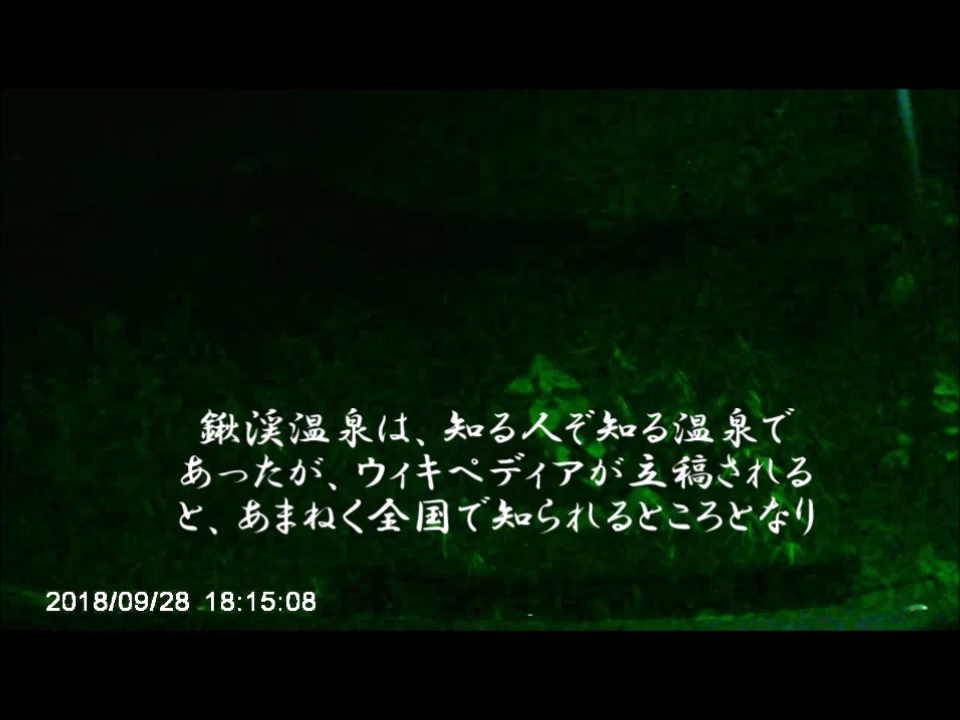 鍬渓温泉は、知る人ぞ知る温泉で
あったが、ウィキペディアが立稿される
と、あまねく全国で知られるところとなり
2018/09/28 18:15:08